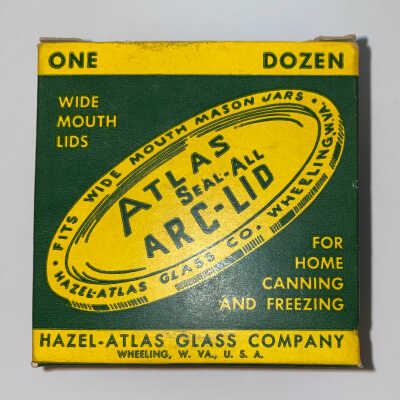 ONE DOZEN
WIDE
MOUTH
LIDS
• FITS WIDE MOUTH MASON JARS •
ATLAS
SEAL-ALL
ARC-LID
HAZEL-ATLAS GLASS CO. WHEELING, W.VA.
FOR
HOME
CANNING
AND FREEZING
HAZEL-ATLAS GLASS COMPANY
WHEELING, W. VA., U. S. A.